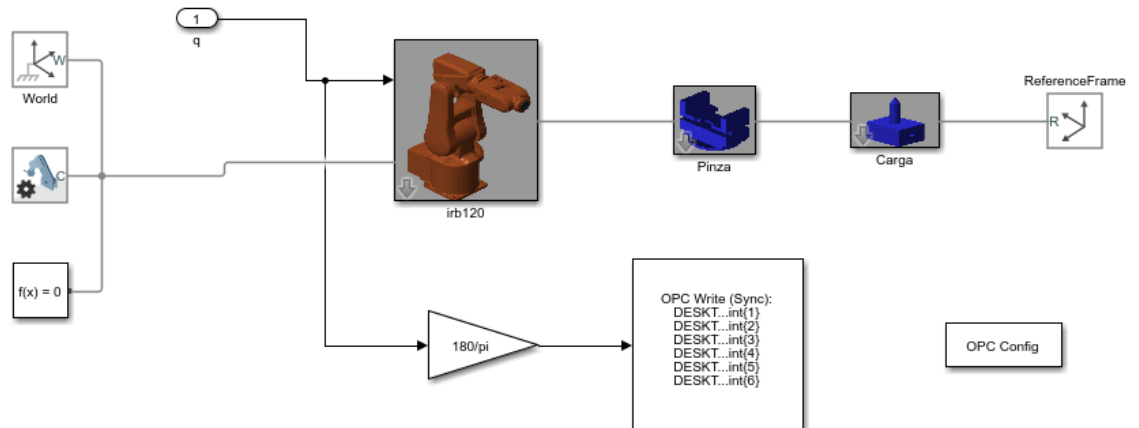 1
q
W
World
C
f(x) = 0
irb120
Pinza
Carga
ReferenceFrame
R
180/pi
OPC Write (Sync):
DESKT...int{1}
DESKT...int{2}
DESKT...int{3}
DESKT...int{4}
DESKT...int{5}
DESKT...int{6}
OPC Config